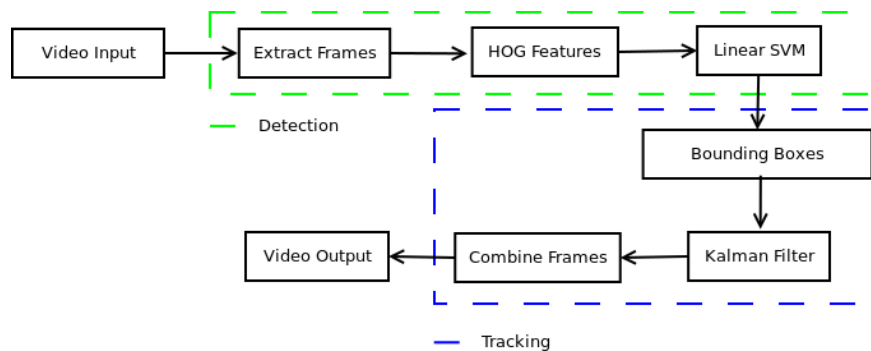 Video Input
Extract Frames
HOG Features
Linear SVM
Detection
Bounding Boxes
Video Output
Combine Frames
Kalman Filter
Tracking